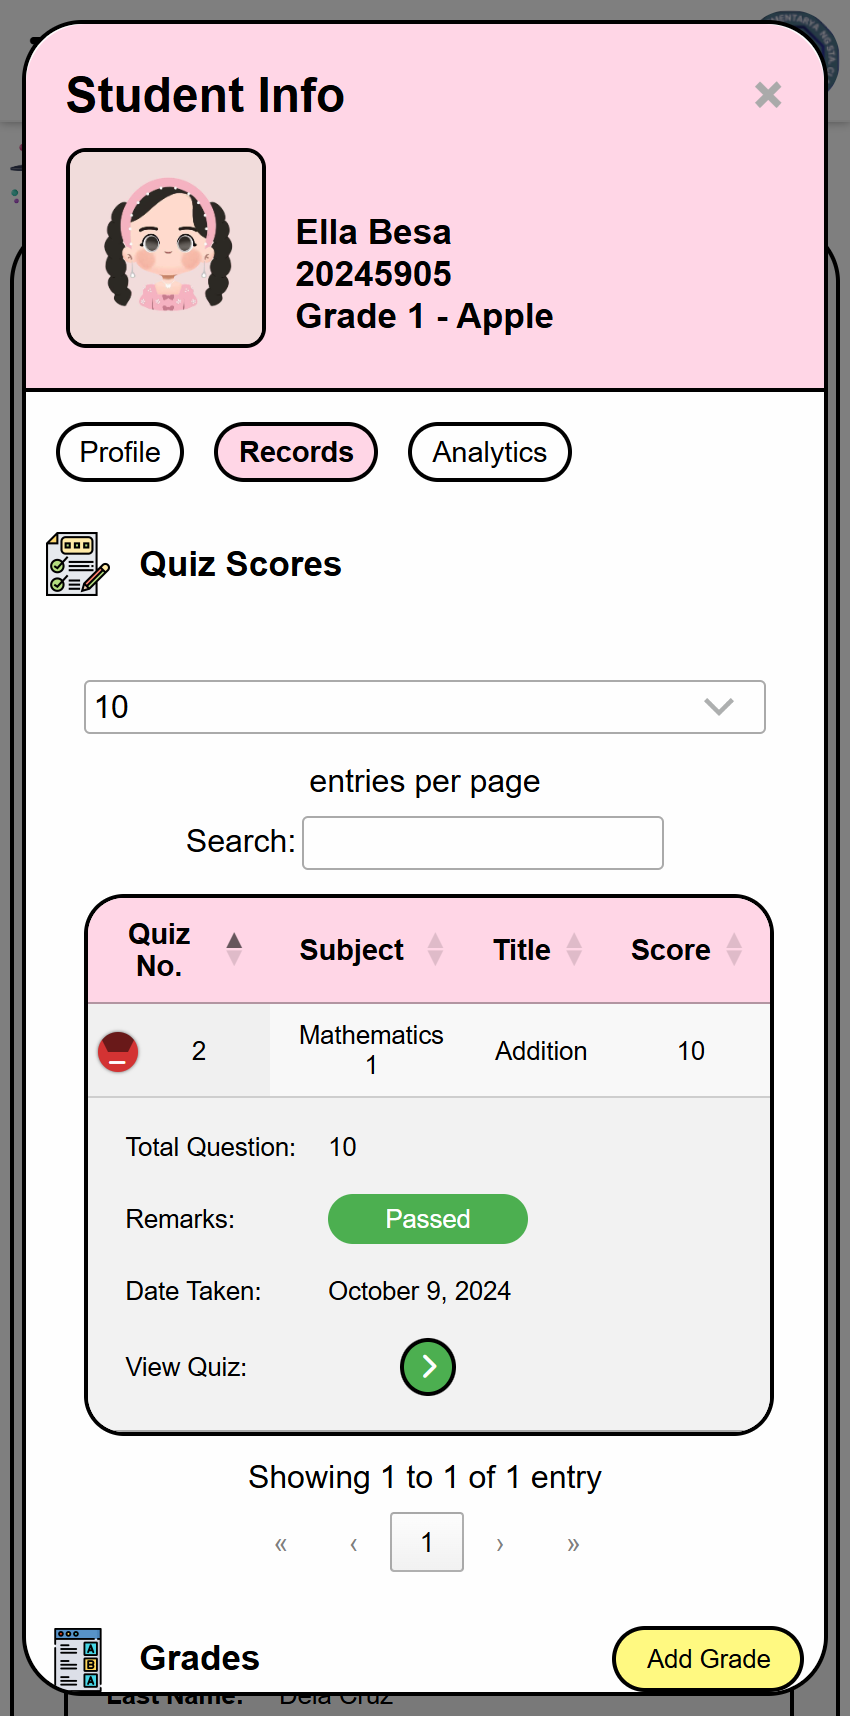 Student Info
×
Ella Besa
20245905
Grade 1 - Apple
Profile
Records
Analytics
Quiz Scores
10
entries per page
Search:
Quiz No.
Subject
Title
Score
2
Mathematics 1
Addition
10
Total Question: 10
Remarks: Passed
Date Taken: October 9, 2024
View Quiz:
Showing 1 to 1 of 1 entry
« ‹ 1 › »
Grades
Add Grade
Last Name: Dela Cruz